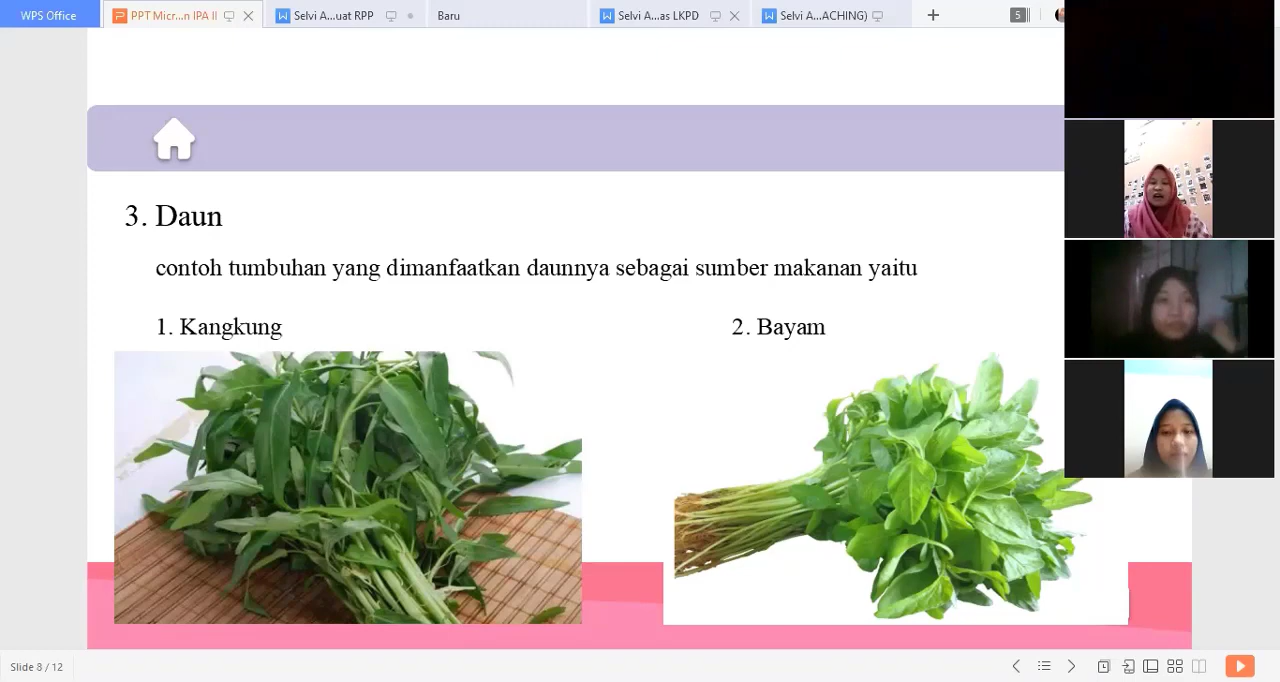 WPS Office
PPT Micr...n IPA II
Selvi A...uat RPP
Baru
Selvi A...as LKPD
Selvi A...ACHING)
5
3. Daun
contoh tumbuhan yang dimanfaatkan daunnya sebagai sumber makanan yaitu
1. Kangkung
2. Bayam
Slide 8 / 12